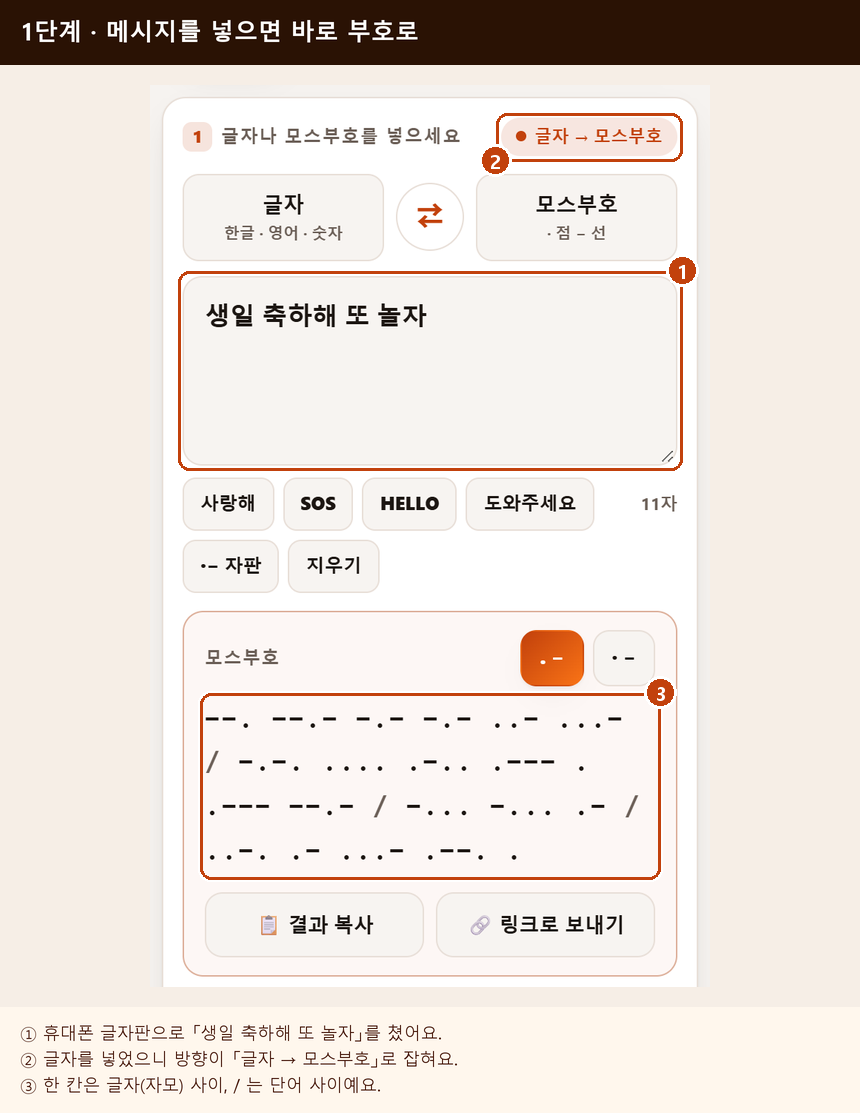 1단계 · 메시지를 넣으면 바로 부호로
1 글자나 모스부호를 넣으세요
● 글자 → 모스부호
2
글자
한글 · 영어 · 숫자
⇄
모스부호
· 점 − 선
1
생일 축하해 또 놀자
사랑해 SOS HELLO 도와주세요 11자
·− 자판 지우기
모스부호 . − · −
3
−−. −−.− −.− −.− ..− ...−
/ −.−. .... .−.. .−−− .
.−−− −−.− / −... −... .− /
..−. .− ...− .−−. .
📋 결과 복사 🔗 링크로 보내기
① 휴대폰 글자판으로 「생일 축하해 또 놀자」를 쳤어요.
② 글자를 넣었으니 방향이 「글자 → 모스부호」로 잡혀요.
③ 한 칸은 글자(자모) 사이, / 는 단어 사이예요.